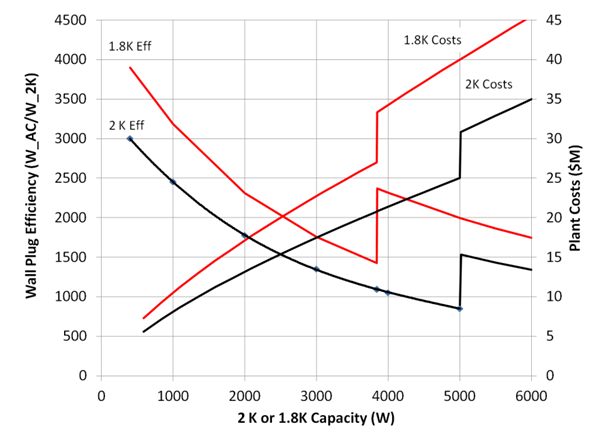 4500
4000
3500
3000
2500
2000
1500
1000
500
0
Wall Plug Efficiency (W_AC/W_2K)
1.8K Eff
2 K Eff
1.8K Costs
2K Costs
45
40
35
30
25
20
15
10
5
0
Plant Costs ($M)
0 1000 2000 3000 4000 5000 6000
2 K or 1.8K Capacity (W)